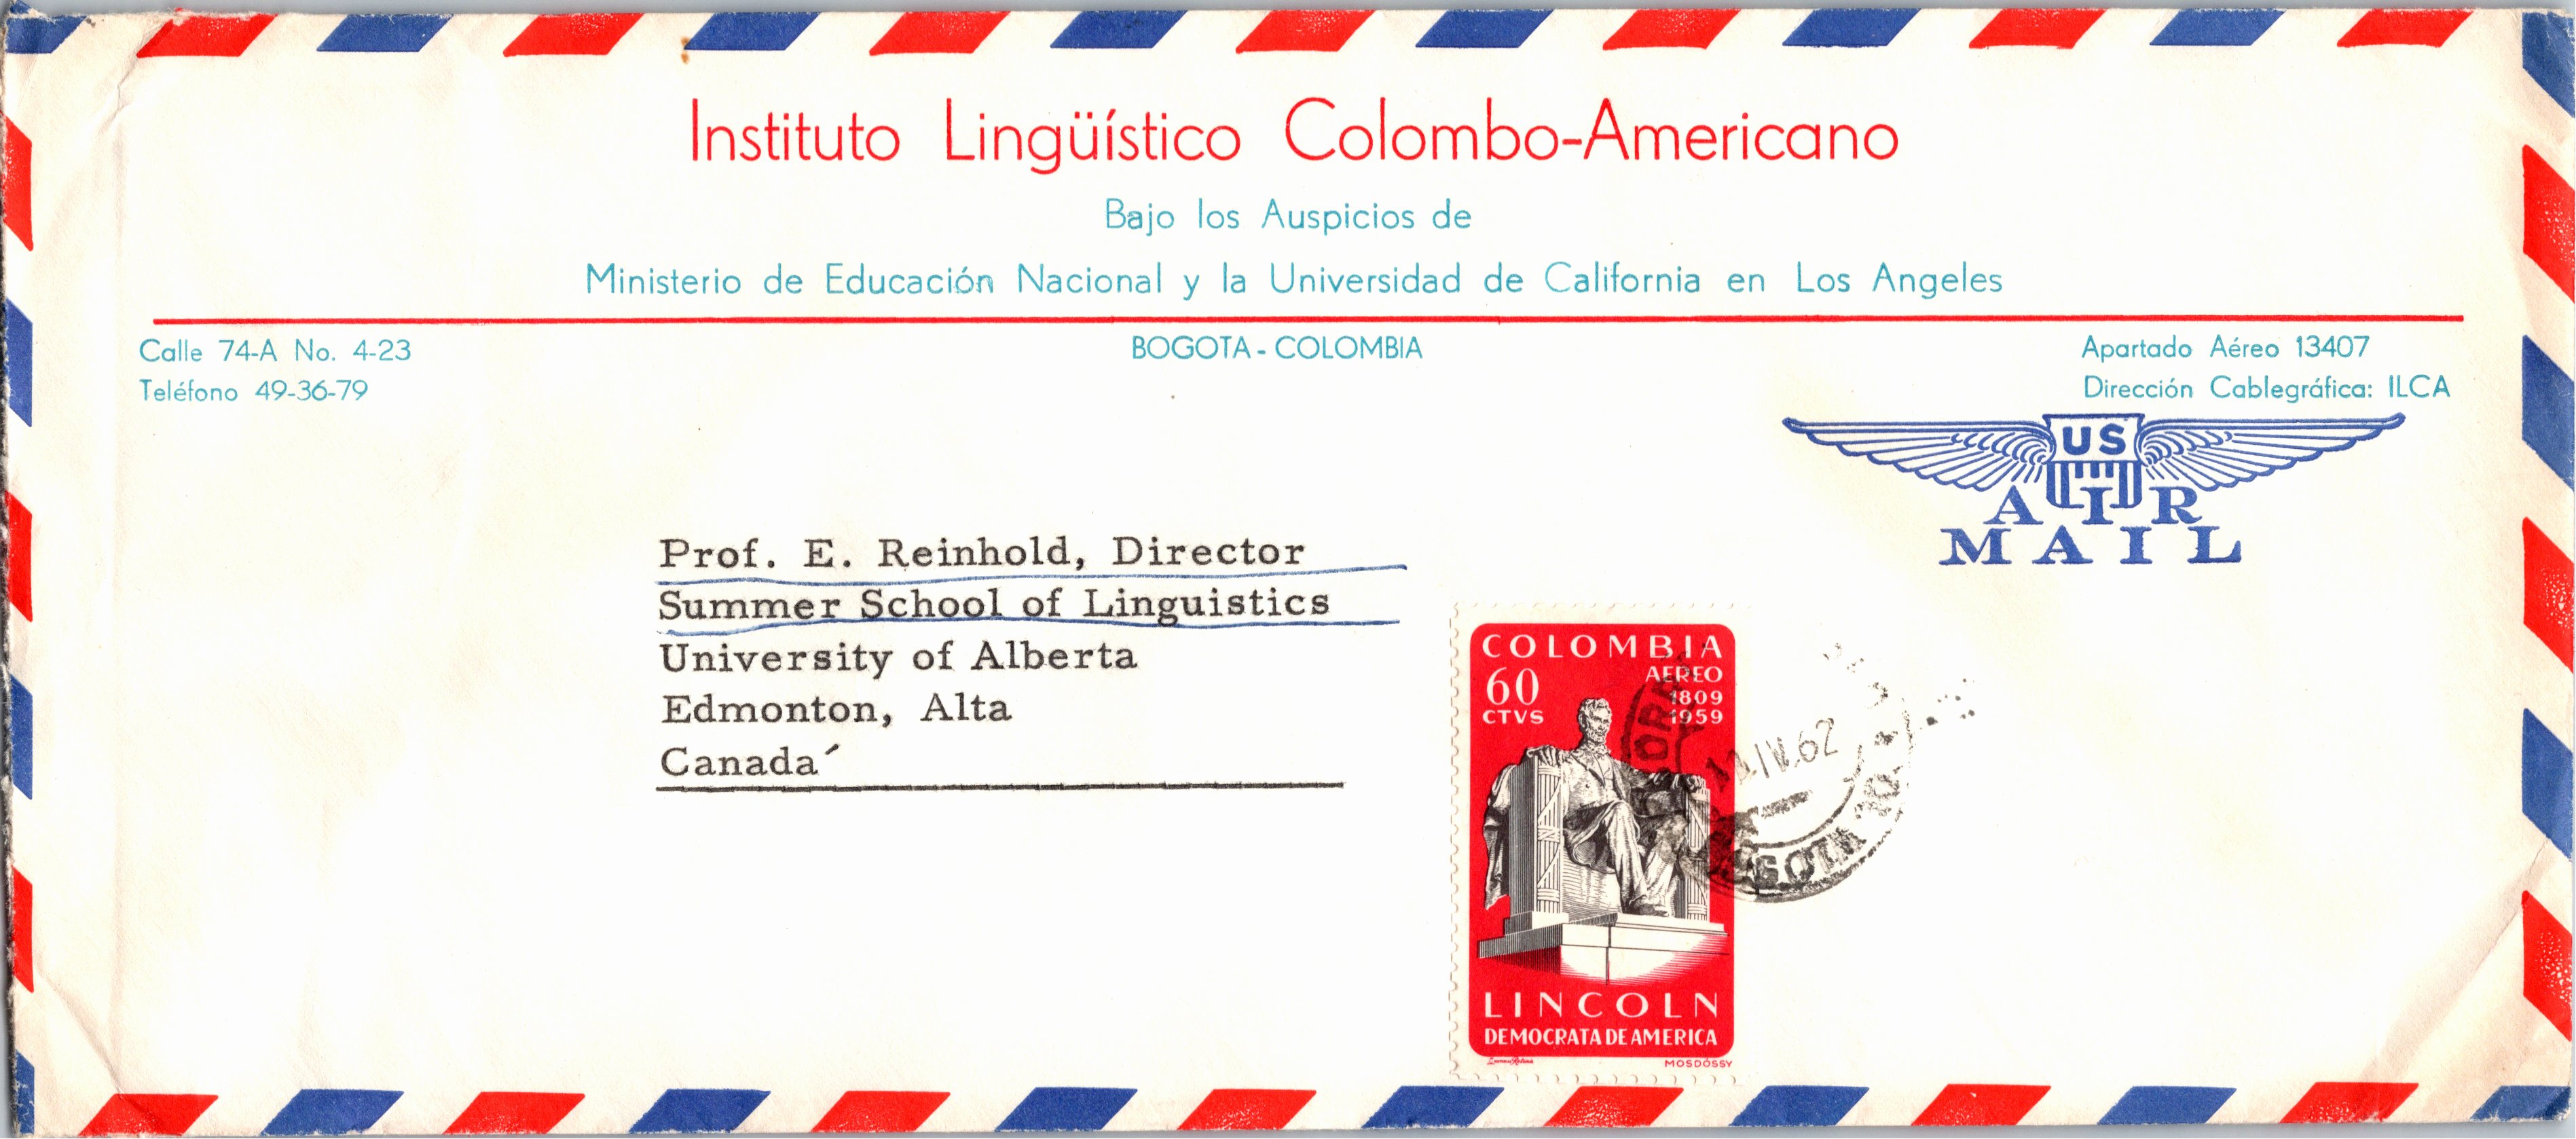 Instituto Lingüístico Colombo-Americano
Bajo los Auspicios de
Ministerio de Educación Nacional y la Universidad de California en Los Angeles
Calle 74-A No. 4-23
Teléfono 49-36-79
BOGOTA - COLOMBIA
Apartado Aéreo 13407
Dirección Cablegráfica: ILCA
US
AIR
MAIL
Prof. E. Reinhold, Director
Summer School of Linguistics
University of Alberta
Edmonton, Alta
Canada´
COLOMBIA
60
CTVS
AEREO
1809
1959
IV.62
LINCOLN
DEMOCRATA DE AMERICA
MOSDÓSSY